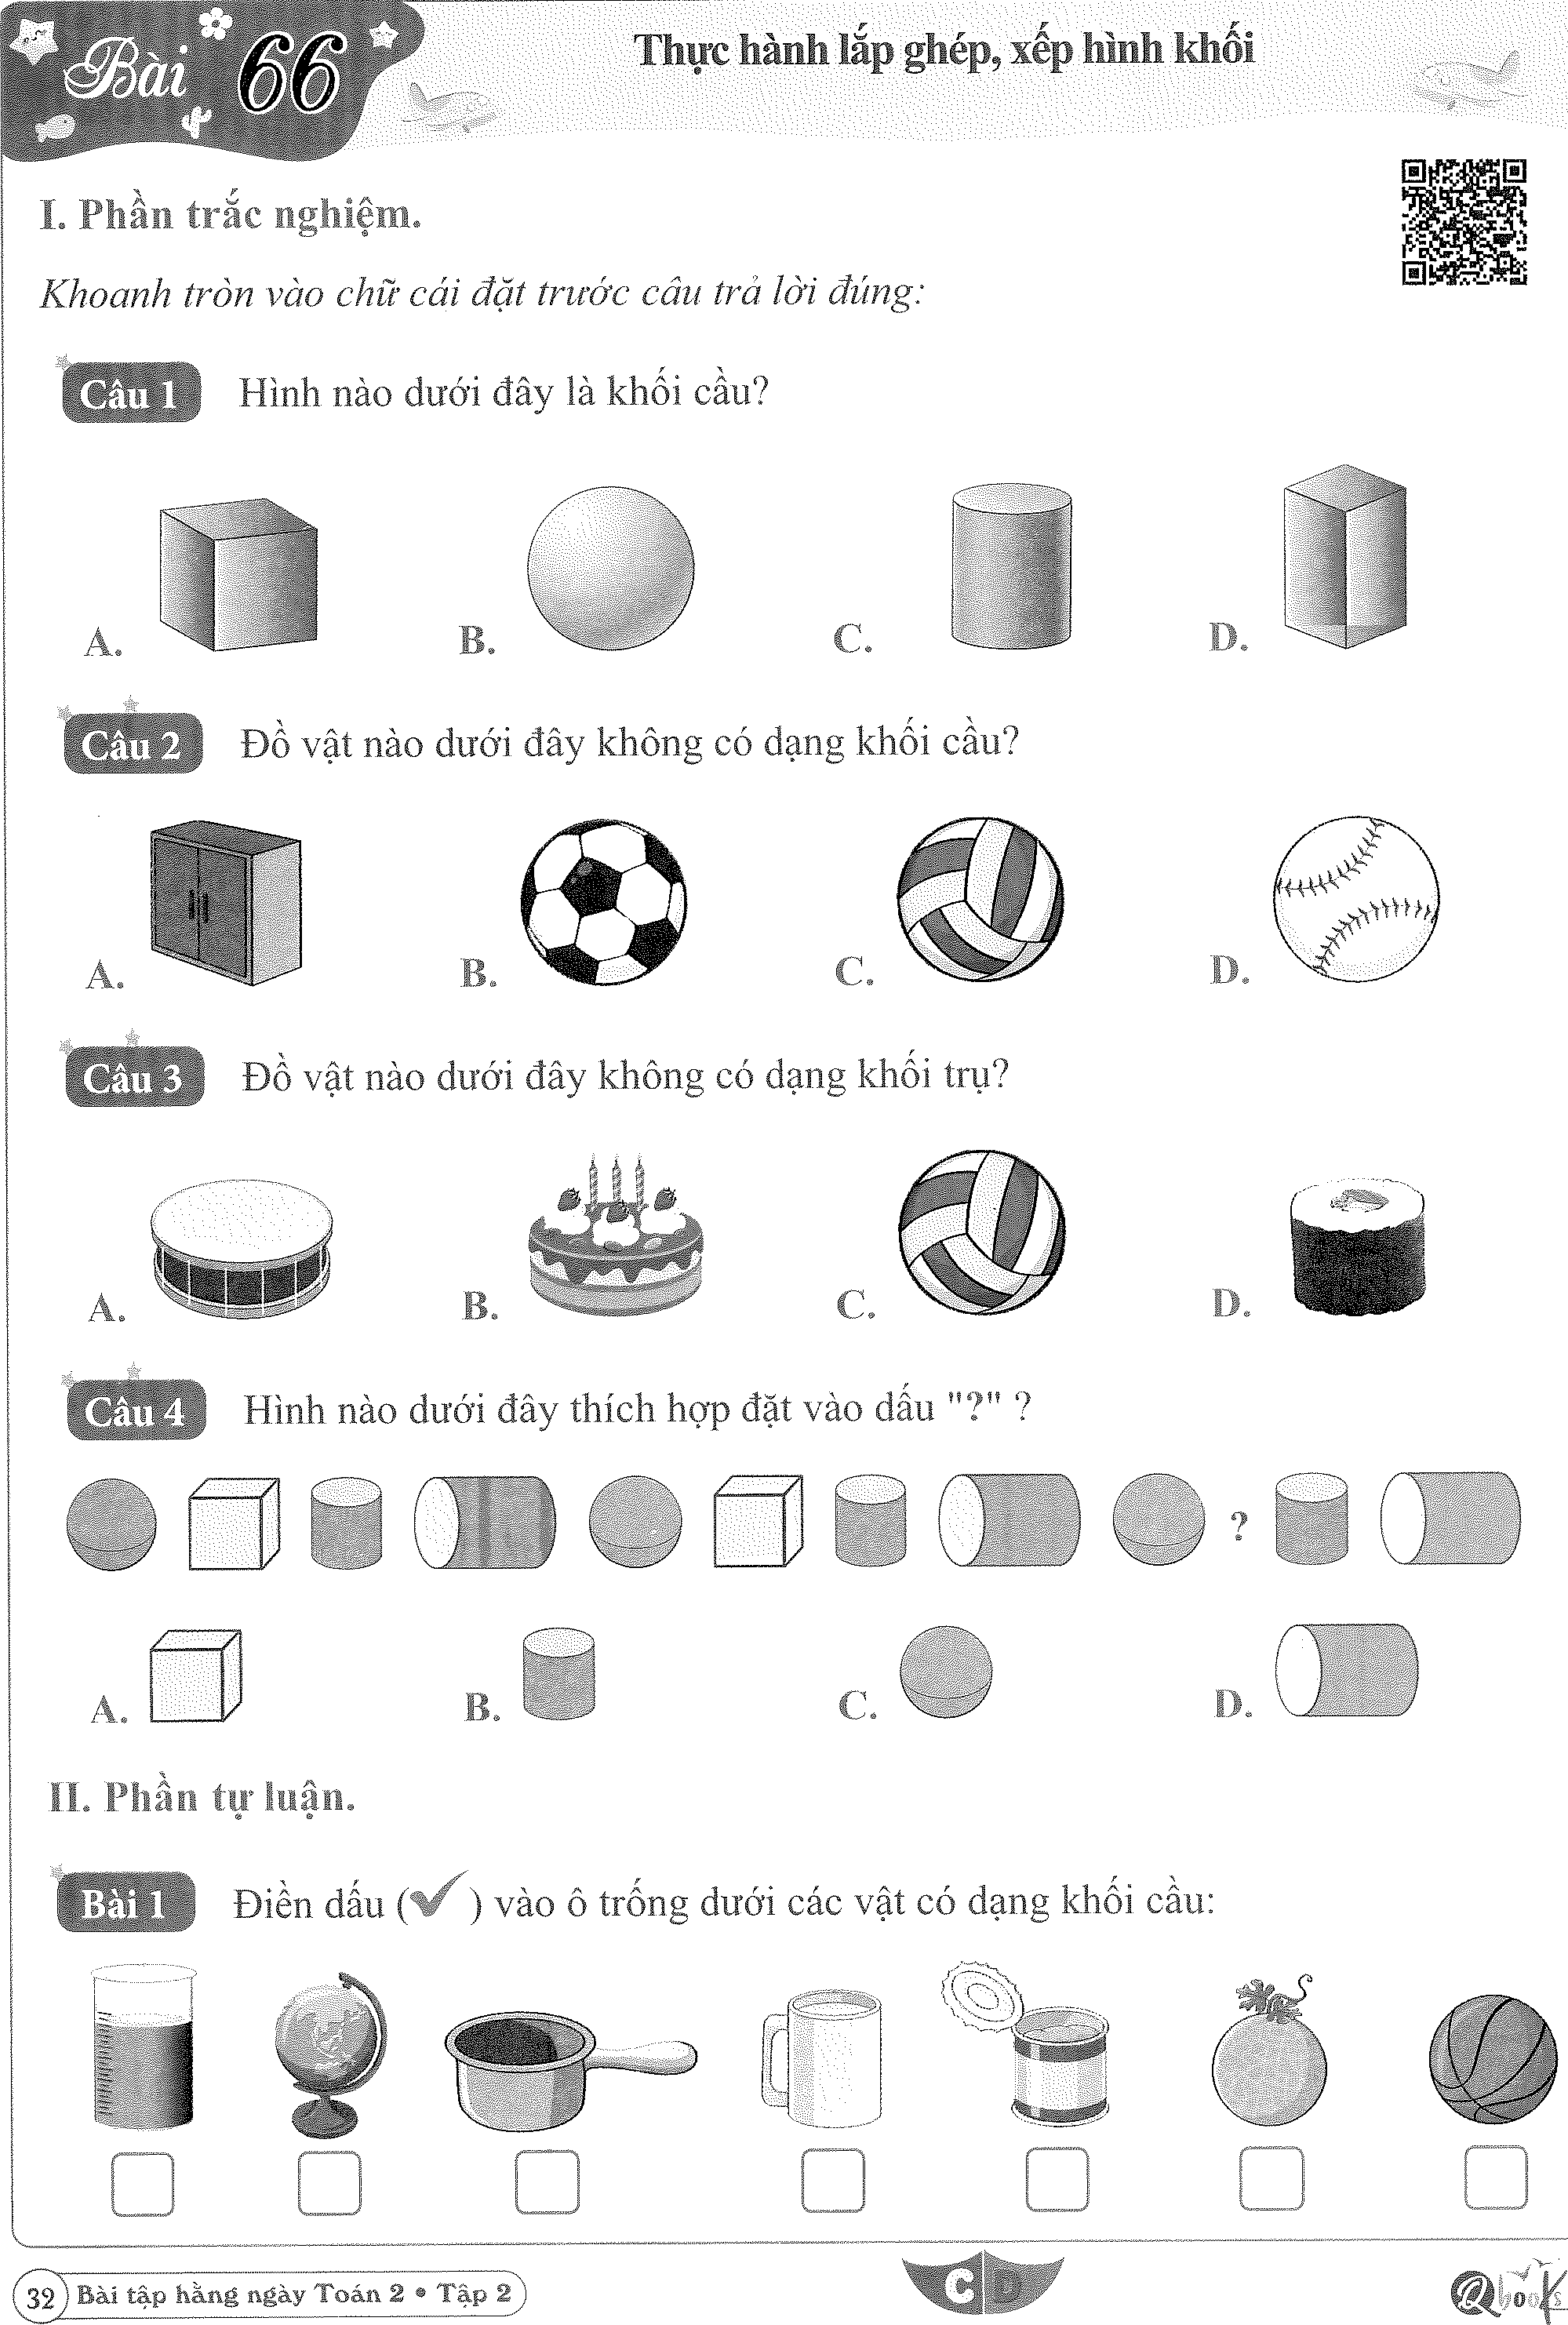 Bài 66
Thực hành lắp ghép, xếp hình khối
I. Phần trắc nghiệm.
Khoanh tròn vào chữ cái đặt trước câu trả lời đúng:
Câu 1 Hình nào dưới đây là khối cầu?
A. B. C. D.
Câu 2 Đồ vật nào dưới đây không có dạng khối cầu?
A. B. C. D.
Câu 3 Đồ vật nào dưới đây không có dạng khối trụ?
A. B. C. D.
Câu 4 Hình nào dưới đây thích hợp đặt vào dấu "?" ?
?
A. B. C. D.
II. Phần tự luận.
Bài 1 Điền dấu (✓) vào ô trống dưới các vật có dạng khối cầu:
32 Bài tập hằng ngày Toán 2 • Tập 2
CD
Qbooks